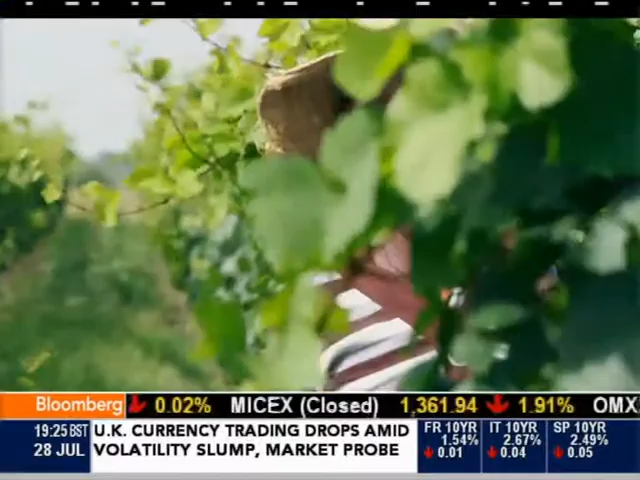 Bloomberg 0.02% MICEX (Closed) 1,361.94 1.91% OMX
19:25 BST
28 JUL
U.K. CURRENCY TRADING DROPS AMID
VOLATILITY SLUMP, MARKET PROBE
FR 10YR
1.54%
0.01
IT 10YR
2.67%
0.04
SP 10YR
2.49%
0.05